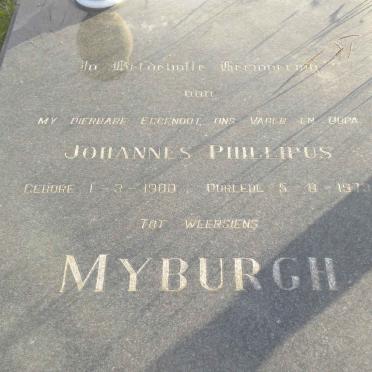 In Liefdevolle Herinnering
aan
MY DIERBARE EGGENOOT, ONS VADER EN OUPA
JOHANNES PHILLIPUS
GEBORE 1-3-1900, OORLEDE 5-8-
TOT WEERSIENS
MYBURGH